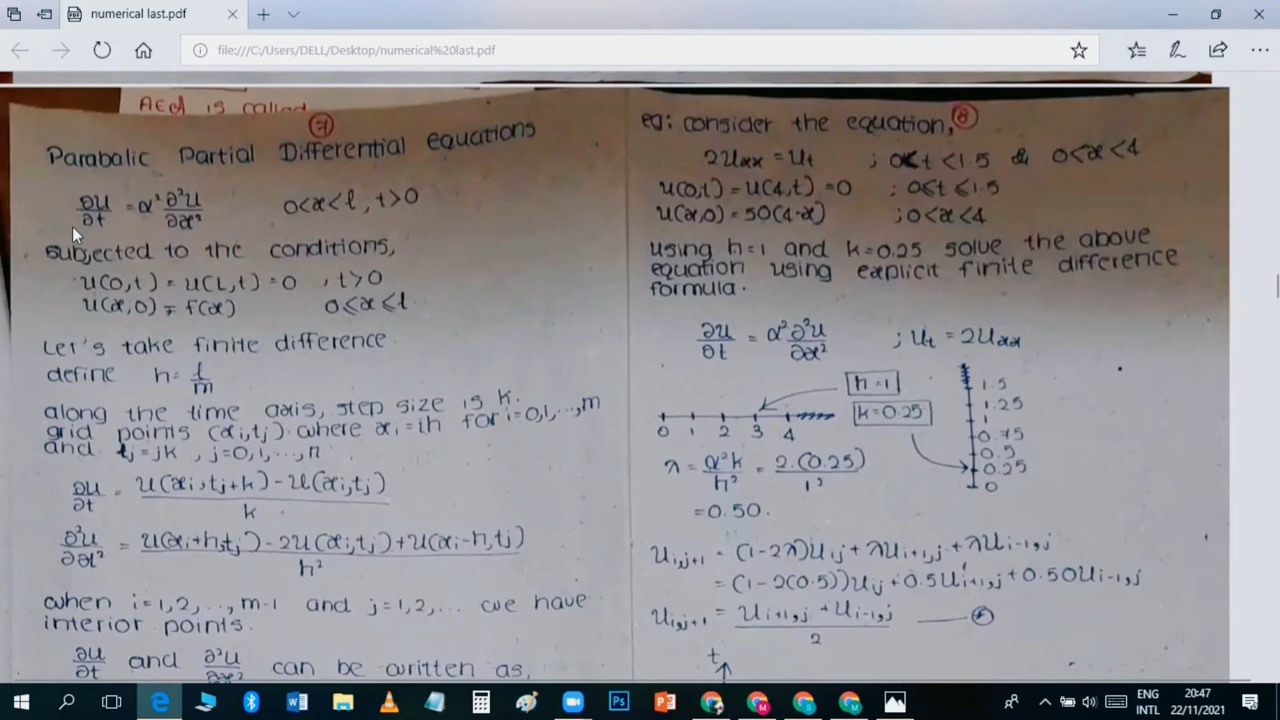 numerical last.pdf
file:///C:/Users/DELL/Desktop/numerical%20last.pdf
AEd is called
⑦
Parabalic Partial Differential equations
∂u/∂t = α² ∂²u/∂x²   0<x<l, t>0
subjected to the conditions,
u(0,t) = u(L,t) = 0 , t>0
u(x,0) = f(x)   0≤x≤l
Let's take finite difference
define h = l/m
along the time axis, step size is k.
grid points (xi,tj) where xi=ih for i=0,1,...,m
and tj=jk , j=0,1,...,n
∂u/∂t = u(xi,tj+k) - u(xi,tj) / k
∂²u/∂x² = u(xi+h,tj) - 2u(xi,tj) + u(xi-h,tj) / h²
when i=1,2,...,m-1 and j=1,2,... we have
interior points.
∂u/∂t and ∂²u/∂x² can be written as,
eg: consider the equation, ⑧
2uxx = ut   ; 0<t<1.5 & 0<x<4
u(0,t) = u(4,t) = 0   ; 0≤t≤1.5
u(x,0) = 50(4-x)   ; 0<x<4
using h=1 and k=0.25 solve the above
equation using explicit finite difference
formula.
∂u/∂t = α² ∂²u/∂x²   ; ut = 2uxx
h=1
k=0.25
0 1 2 3 4
1.5
1.25
1
0.75
0.5
0.25
0
λ = α²k/h² = 2.(0.25)/1²
= 0.50.
ui,j+1 = (1-2λ)uij + λui+1,j + λui-1,j
= (1-2(0.5))uij + 0.5ui+1,j + 0.50ui-1,j
ui,j+1 = ui+1,j + ui-1,j / 2
t
ENG
INTL
20:47
22/11/2021